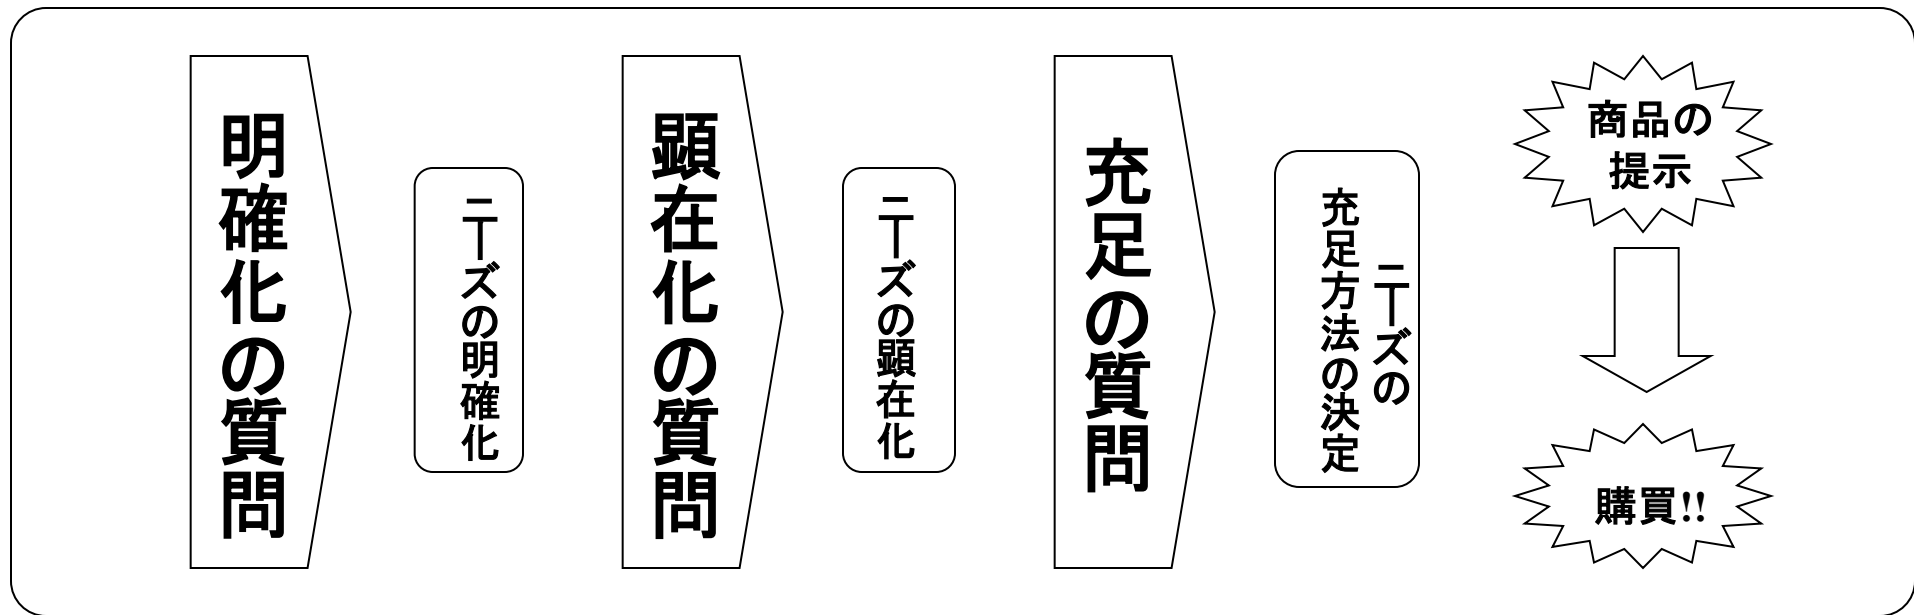 明確化の質問
ニーズの明確化
顕在化の質問
ニーズの顕在化
充足の質問
ニーズの
充足方法の決定
商品の
提示
購買!!